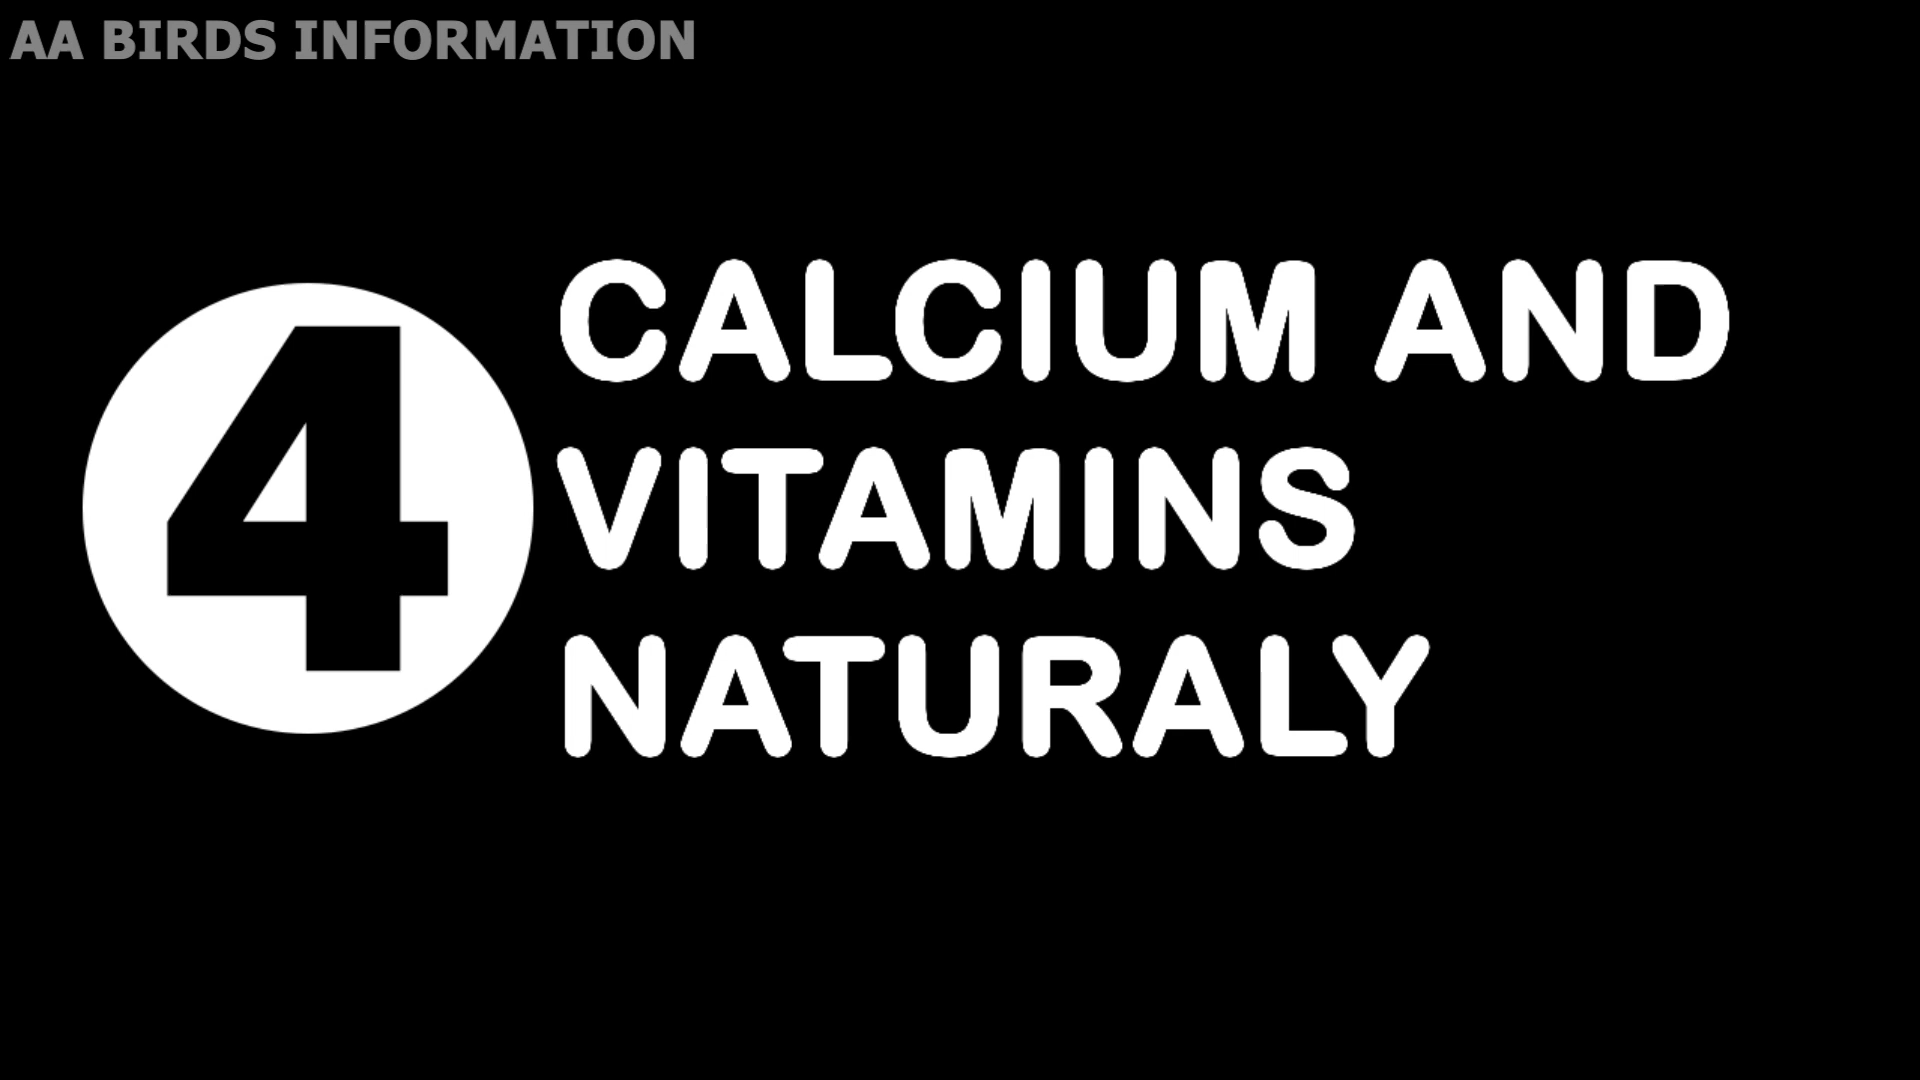 AA BIRDS INFORMATION
4
CALCIUM AND
VITAMINS
NATURALY